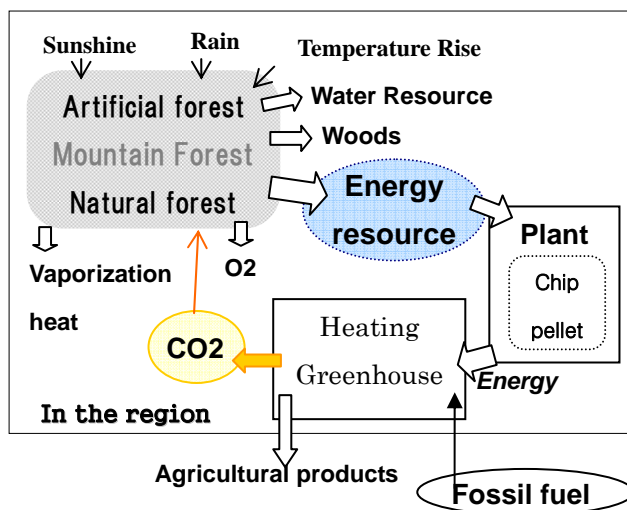 Sunshine
Rain
Temperature Rise
Artificial forest
Water Resource
Mountain Forest
Woods
Natural forest
Energy
resource
Plant
Chip
pellet
Vaporization
heat
O2
CO2
Heating
Greenhouse
Energy
In the region
Agricultural products
Fossil fuel